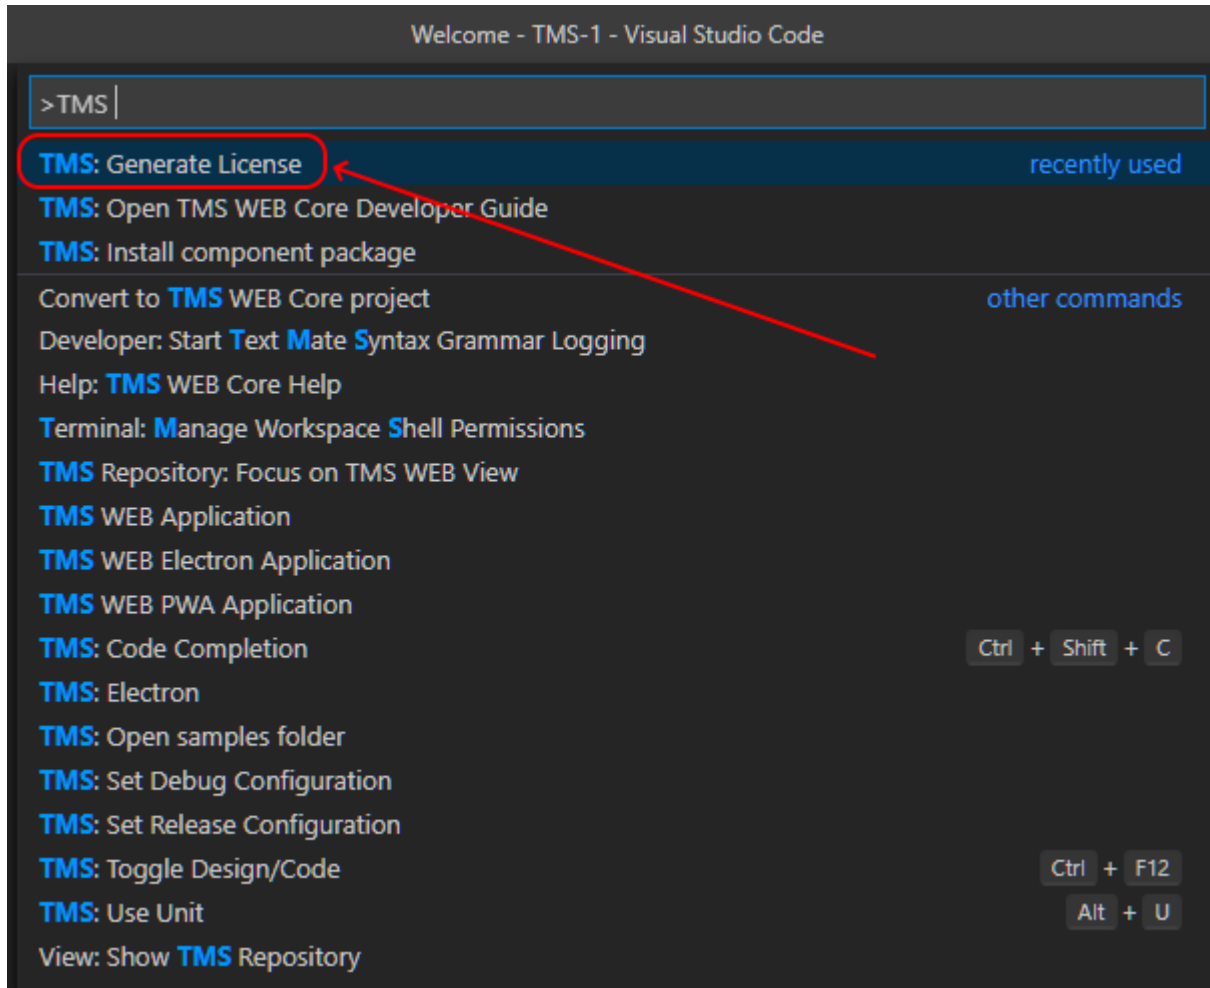 Welcome - TMS-1 - Visual Studio Code
>TMS
TMS: Generate License recently used
TMS: Open TMS WEB Core Developer Guide
TMS: Install component package
Convert to TMS WEB Core project other commands
Developer: Start Text Mate Syntax Grammar Logging
Help: TMS WEB Core Help
Terminal: Manage Workspace Shell Permissions
TMS Repository: Focus on TMS WEB View
TMS WEB Application
TMS WEB Electron Application
TMS WEB PWA Application
TMS: Code Completion Ctrl + Shift + C
TMS: Electron
TMS: Open samples folder
TMS: Set Debug Configuration
TMS: Set Release Configuration
TMS: Toggle Design/Code Ctrl + F12
TMS: Use Unit Alt + U
View: Show TMS Repository